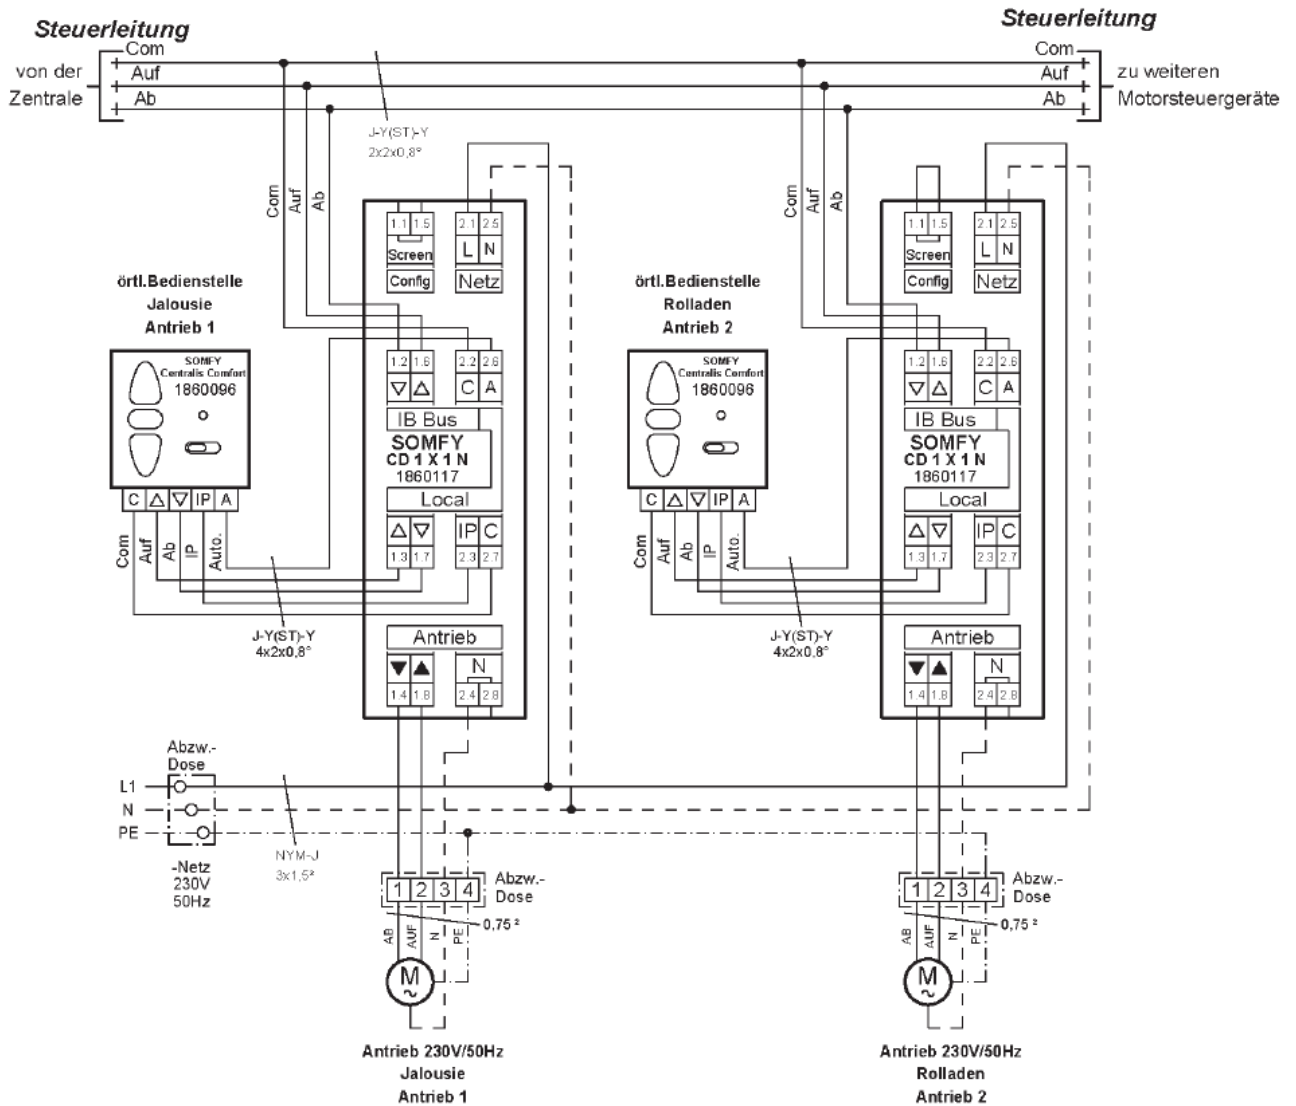 Steuerleitung
Steuerleitung
von der
Zentrale
Com
Auf
Ab
Com
Auf
Ab
zu weiteren
Motorsteuergeräte
J-Y(ST)-Y
2x2x0,8°
Com
Auf
Ab
Com
Auf
Ab
1.1 1.5
Screen
Config
2.1 2.5
L N
Netz
1.1 1.5
Screen
Config
2.1 2.5
L N
Netz
örtl.Bedienstelle
Jalousie
Antrieb 1
örtl.Bedienstelle
Rolladen
Antrieb 2
SOMFY
Centralis Comfort
1860096
C △ ▽ IP A
Com
Auf
Ab
IP
Auto.
1.2 1.6
▽ △
2.2 2.6
C A
IB Bus
SOMFY
CD 1 X 1 N
1860117
Local
△ ▽
1.3 1.7
IP C
2.3 2.7
Antrieb
▼ ▲
1.4 1.8
N
2.4 2.8
J-Y(ST)-Y
4x2x0,8°
SOMFY
Centralis Comfort
1860096
C △ ▽ IP A
Com
Auf
Ab
IP
Auto.
1.2 1.6
▽ △
2.2 2.6
C A
IB Bus
SOMFY
CD 1 X 1 N
1860117
Local
△ ▽
1.3 1.7
IP C
2.3 2.7
Antrieb
▼ ▲
1.4 1.8
N
2.4 2.8
J-Y(ST)-Y
4x2x0,8°
Abzw.-
Dose
L1
N
PE
-Netz
230V
50Hz
NYM-J
3x1,5²
1 2 3 4
Abzw.-
Dose
0,75 ²
AB
AUF
N
PE
M
~
Antrieb 230V/50Hz
Jalousie
Antrieb 1
1 2 3 4
Abzw.-
Dose
0,75 ²
AB
AUF
N
PE
M
~
Antrieb 230V/50Hz
Rolladen
Antrieb 2